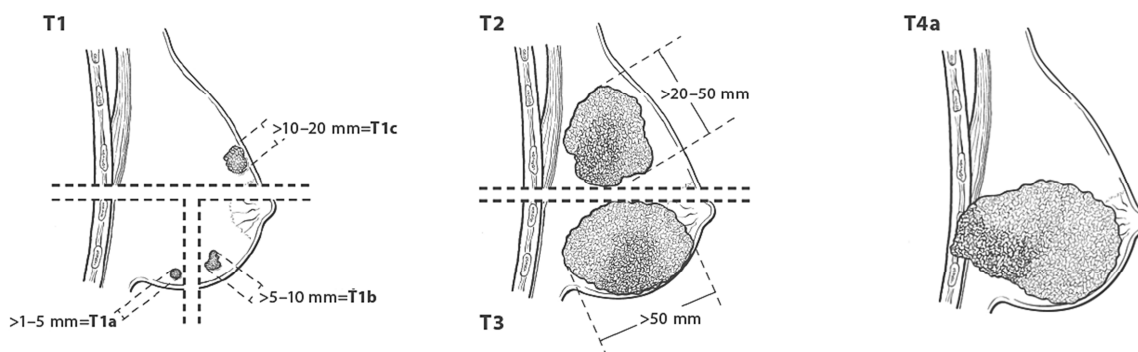 T1
>10–20 mm=T1c
>5–10 mm=T1b
>1–5 mm=T1a
T2
>20–50 mm
T3
>50 mm
T4a